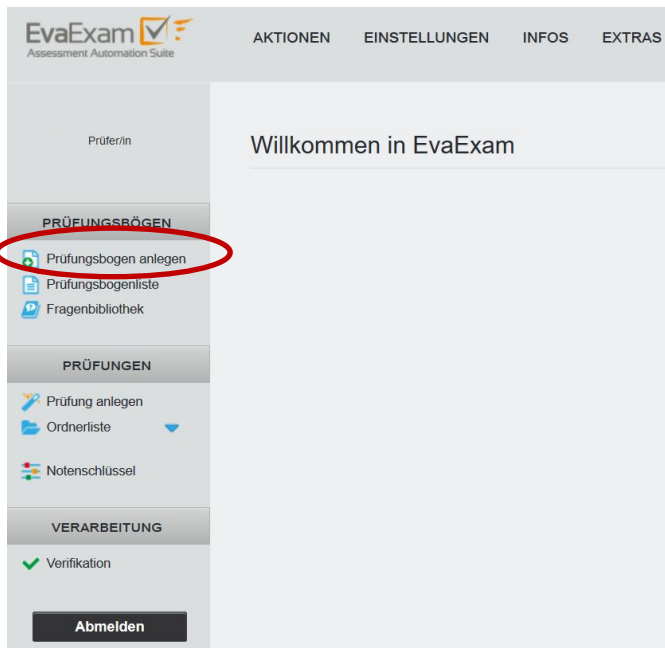 EvaExam
Assessment Automation Suite
AKTIONEN EINSTELLUNGEN INFOS EXTRAS
Prüfer/in
Willkommen in EvaExam
PRÜFUNGSBÖGEN
Prüfungsbogen anlegen
Prüfungsbogenliste
Fragenbibliothek
PRÜFUNGEN
Prüfung anlegen
Ordnerliste
Notenschlüssel
VERARBEITUNG
Verifikation
Abmelden